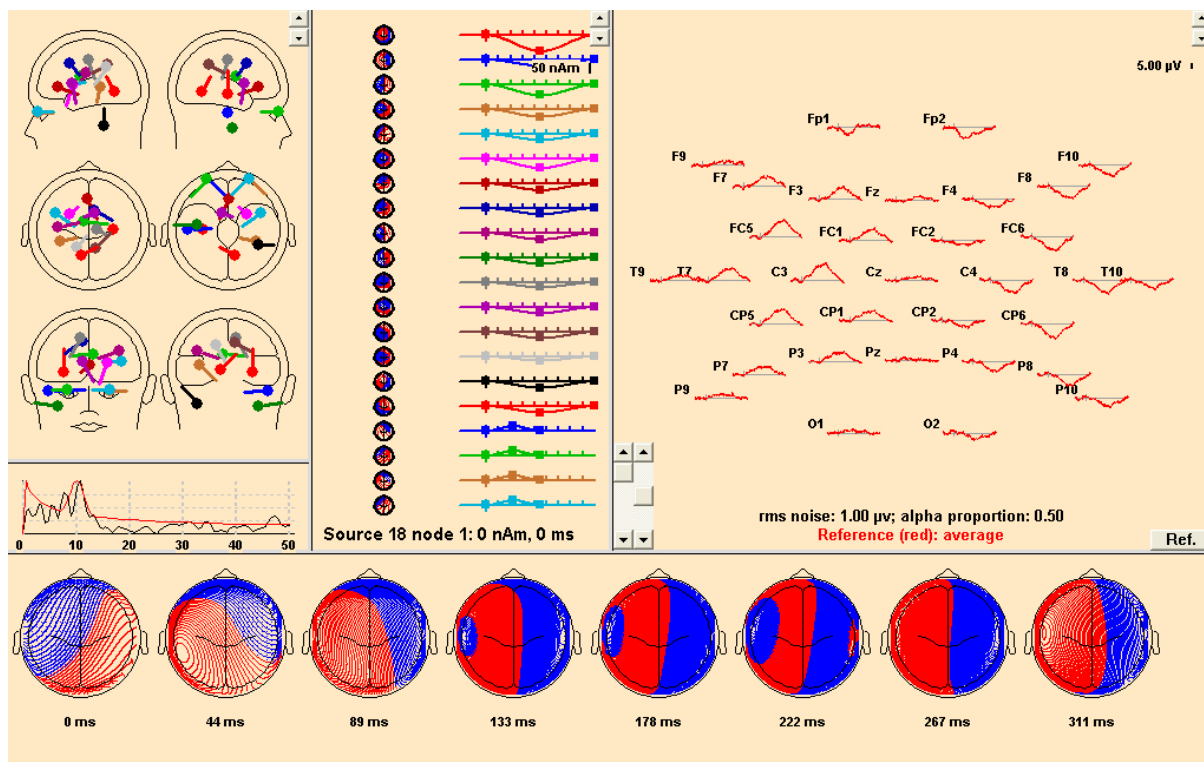 50 nAm
5.00 µV
Fp1 Fp2
F9 F10
F7 F8
F3 Fz F4
FC5 FC1 FC2 FC6
T9 T7 C3 Cz C4 T8 T10
CP5 CP1 CP2 CP6
P3 Pz P4
P7 P8
P9 P10
O1 O2
0 10 20 30 40 50
Source 18 node 1: 0 nAm, 0 ms
rms noise: 1.00 µv; alpha proportion: 0.50
Reference (red): average
Ref.
0 ms 44 ms 89 ms 133 ms 178 ms 222 ms 267 ms 311 ms